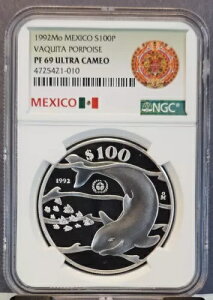 1992Mo MEXICO S100P
VAQUITA PORPOISE
PF 69 ULTRA CAMEO
4725421-010
MEXICO
NGC
$100
1992